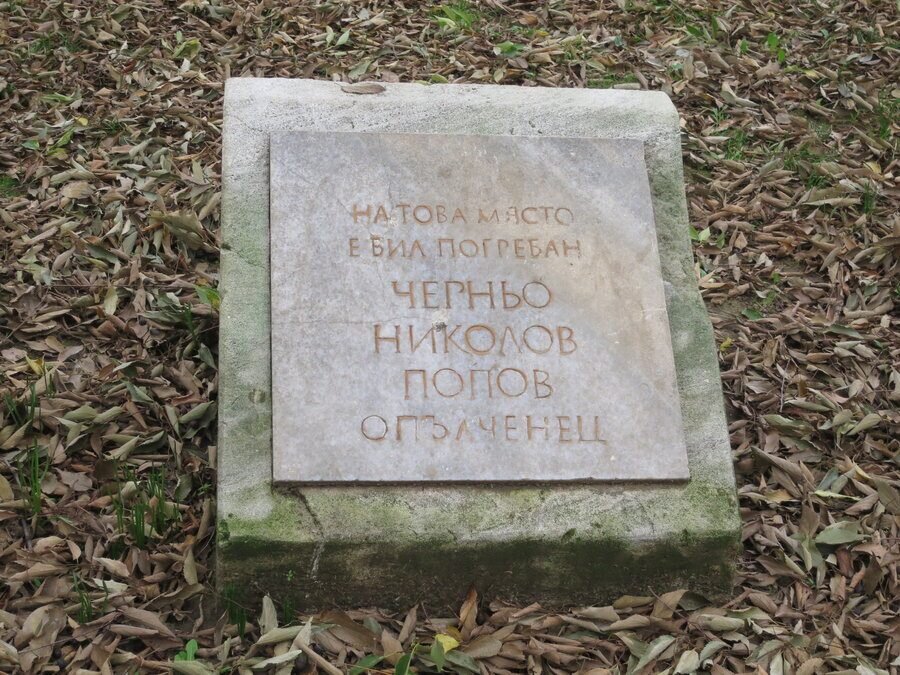 НА ТОВА МЯСТО
Е БИЛ ПОГРЕБАН
ЧЕРНЬО
НИКОЛОВ
ПОПОВ
ОПЪЛЧЕНЕЦ